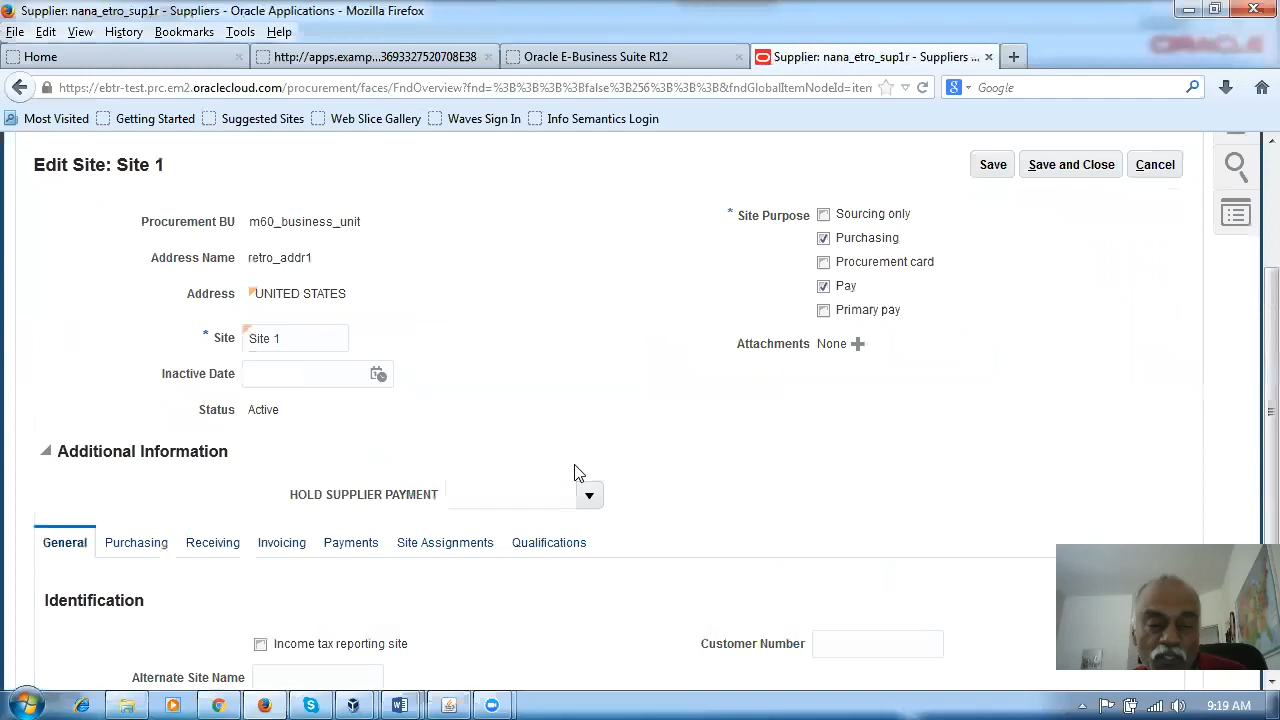 Supplier: nana_etro_sup1r - Suppliers - Oracle Applications - Mozilla Firefox
File Edit View History Bookmarks Tools Help
Home http://apps.examp...3693327520708E38 Oracle E-Business Suite R12 Supplier: nana_etro_sup1r - Suppliers ...
ORACLE
https://ebtr-test.prc.em2.oraclecloud.com/procurement/faces/FndOverview?fnd=%3B%3B%3B%3Bfalse%3B256%3B%3B%3B&fndGlobalItemNodeId=item Google
Most Visited Getting Started Suggested Sites Web Slice Gallery Waves Sign In Info Semantics Login
Edit Site: Site 1 Save Save and Close Cancel
Procurement BU m60_business_unit * Site Purpose Sourcing only
Purchasing
Address Name retro_addr1 Procurement card
Address UNITED STATES Pay
Primary pay
* Site Site 1 Attachments None
Inactive Date
Status Active
Additional Information
HOLD SUPPLIER PAYMENT
General Purchasing Receiving Invoicing Payments Site Assignments Qualifications
Identification
Income tax reporting site Customer Number
Alternate Site Name
9:19 AM